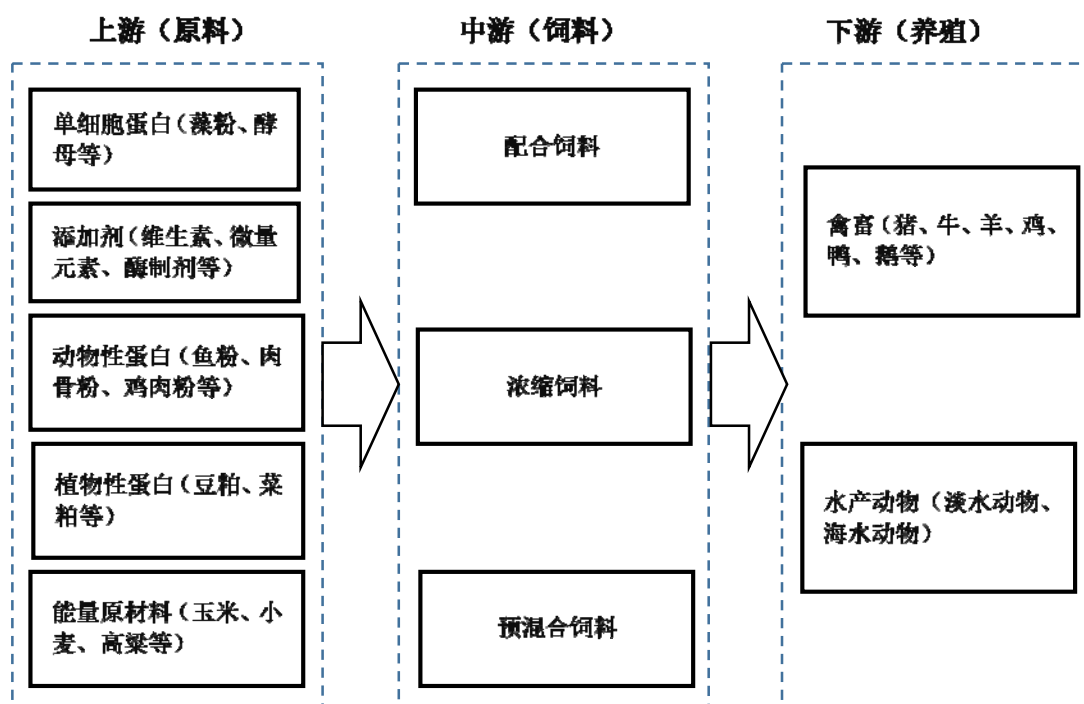 上游（原料）
单细胞蛋白（藻粉、酵
母等）
添加剂（维生素、微量
元素、酶制剂等）
动物性蛋白（鱼粉、肉
骨粉、鸡肉粉等）
植物性蛋白（豆粕、菜
粕等）
能量原材料（玉米、小
麦、高粱等）
中游（饲料）
配合饲料
浓缩饲料
预混合饲料
下游（养殖）
禽畜（猪、牛、羊、鸡、
鸭、鹅等）
水产动物（淡水动物、
海水动物）